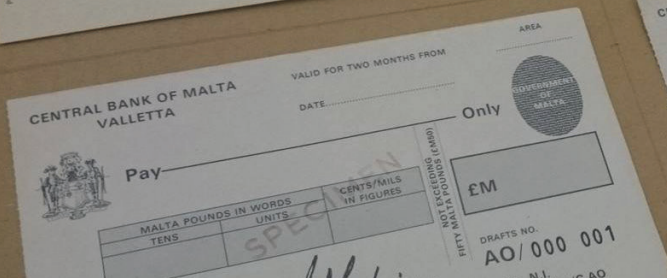 CENTRAL BANK OF MALTA
VALLETTA
VALID FOR TWO MONTHS FROM
DATE
AREA
GOVERNMENT
OF
MALTA
Pay
Only
MALTA POUNDS IN WORDS
TENS
UNITS
CENTS/MILS
IN FIGURES
SPECIMEN
NOT EXCEEDING
FIFTY MALTA POUNDS (£M50)
£M
DRAFTS NO.
AO/000 001